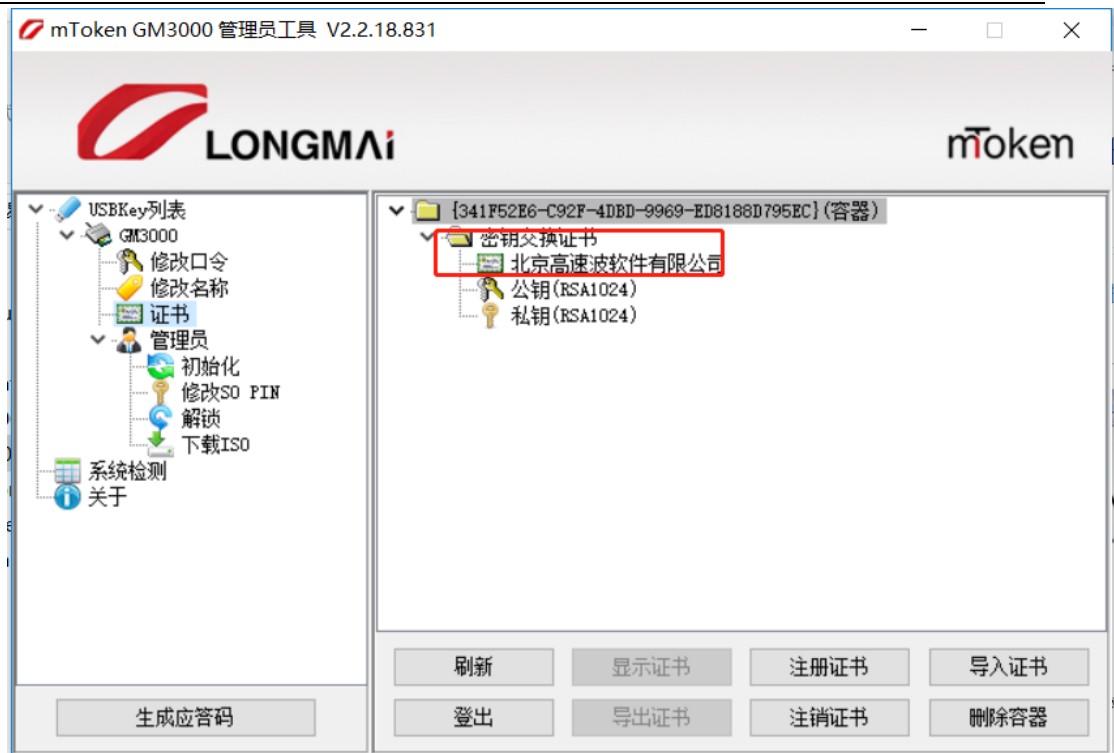 mToken GM3000 管理员工具 V2.2.18.831
LONGMAi
mToken
USBKey列表
GM3000
修改口令
修改名称
证书
管理员
初始化
修改SO PIN
解锁
下载ISO
系统检测
关于
生成应答码
{341F52E6-C92F-4DBD-9969-ED8188D795EC}(容器)
密钥交换证书
北京高速波软件有限公司
公钥(RSA1024)
私钥(RSA1024)
刷新 显示证书 注册证书 导入证书
登出 导出证书 注销证书 删除容器